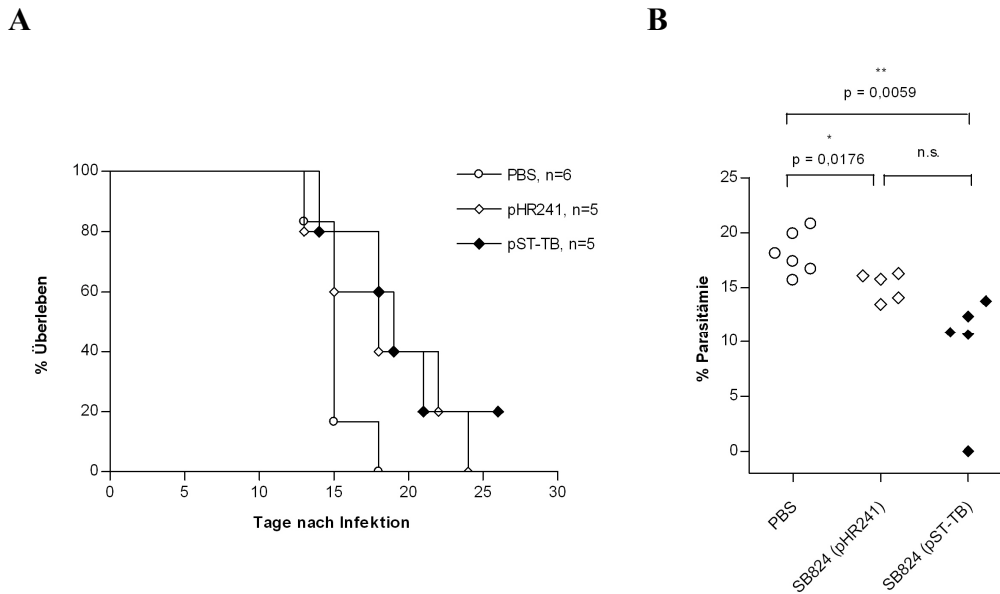 A
B
**
p = 0,0059
*
p = 0,0176
n.s.
PBS, n=6
pHR241, n=5
pST-TB, n=5
100
80
60
40
20
0
% Überleben
0
5
10
15
20
25
30
Tage nach Infektion
25
20
15
10
5
0
% Parasitämie
PBS
SB824 (pHR241)
SB824 (pST-TB)